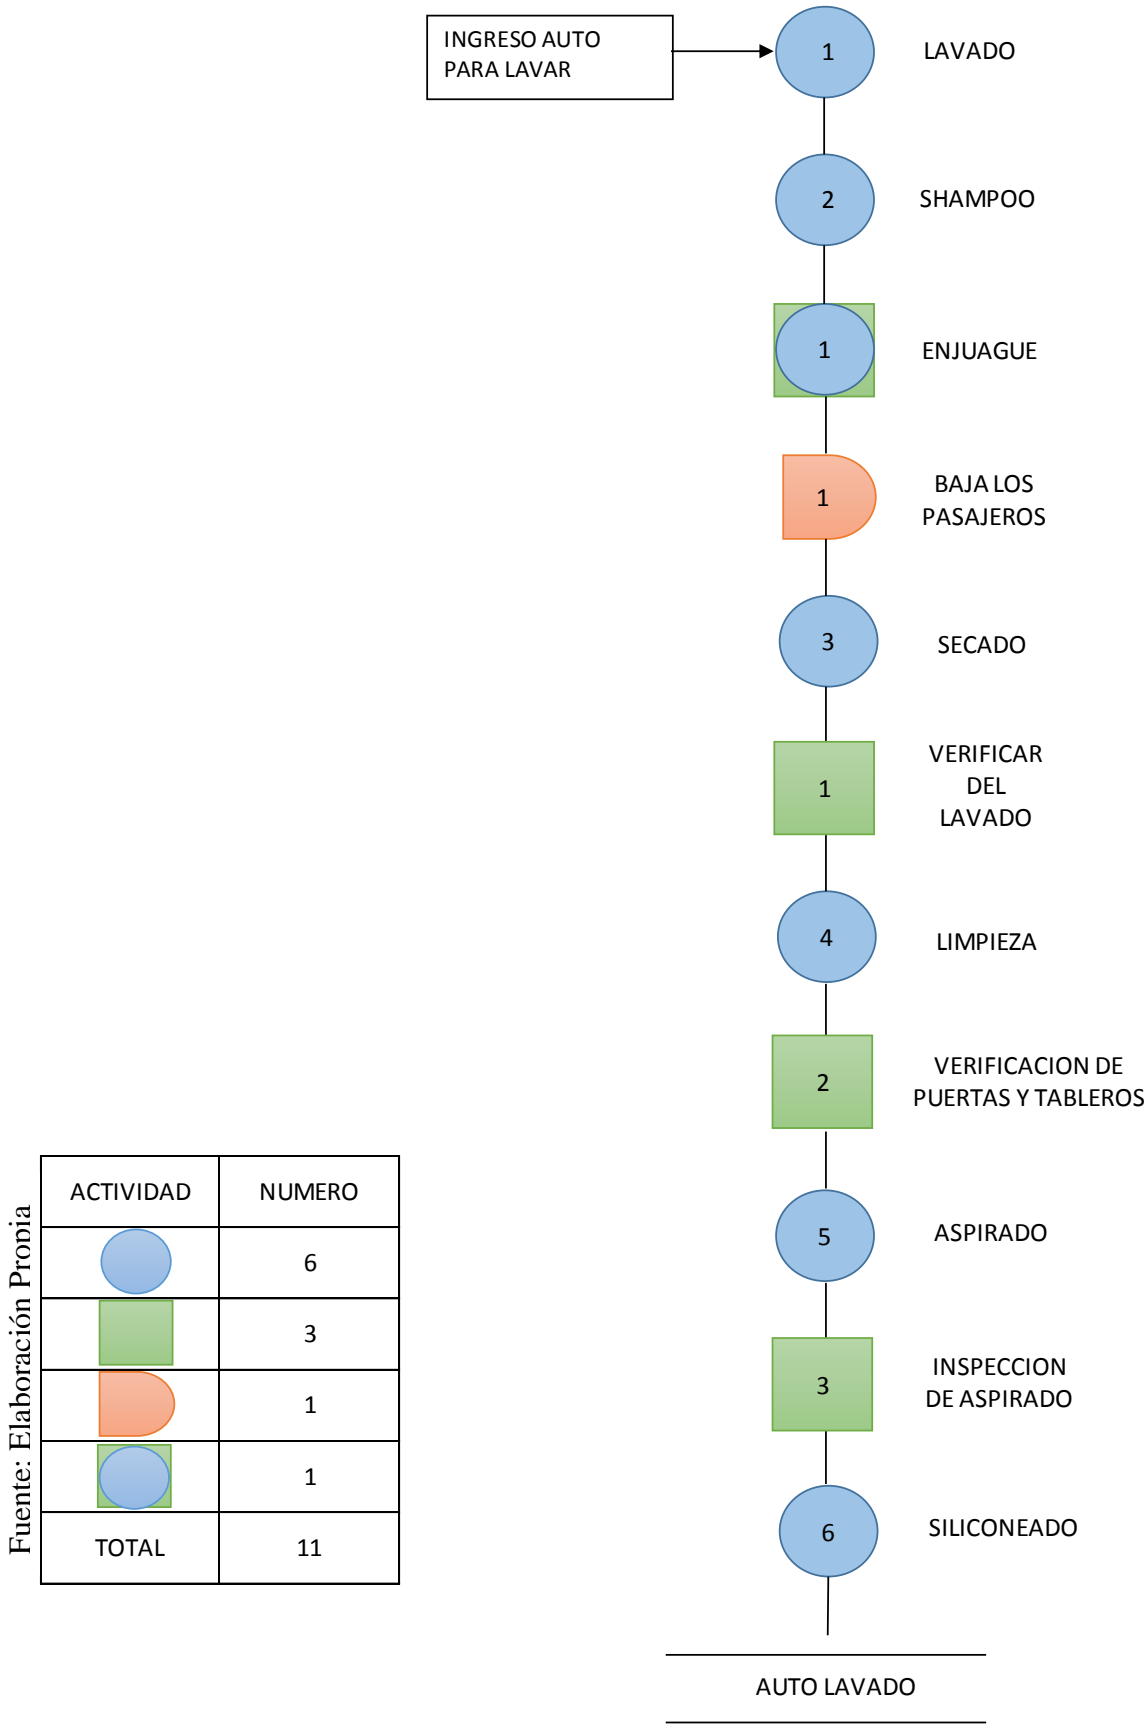 INGRESO AUTO
PARA LAVAR
1
LAVADO
2
SHAMPOO
1
ENJUAGUE
1
BAJA LOS
PASAJEROS
3
SECADO
1
VERIFICAR
DEL
LAVADO
4
LIMPIEZA
2
VERIFICACION DE
PUERTAS Y TABLEROS
5
ASPIRADO
3
INSPECCION
DE ASPIRADO
6
SILICONEADO
AUTO LAVADO
ACTIVIDAD NUMERO
6
3
1
1
TOTAL 11
Fuente: Elaboración Propia